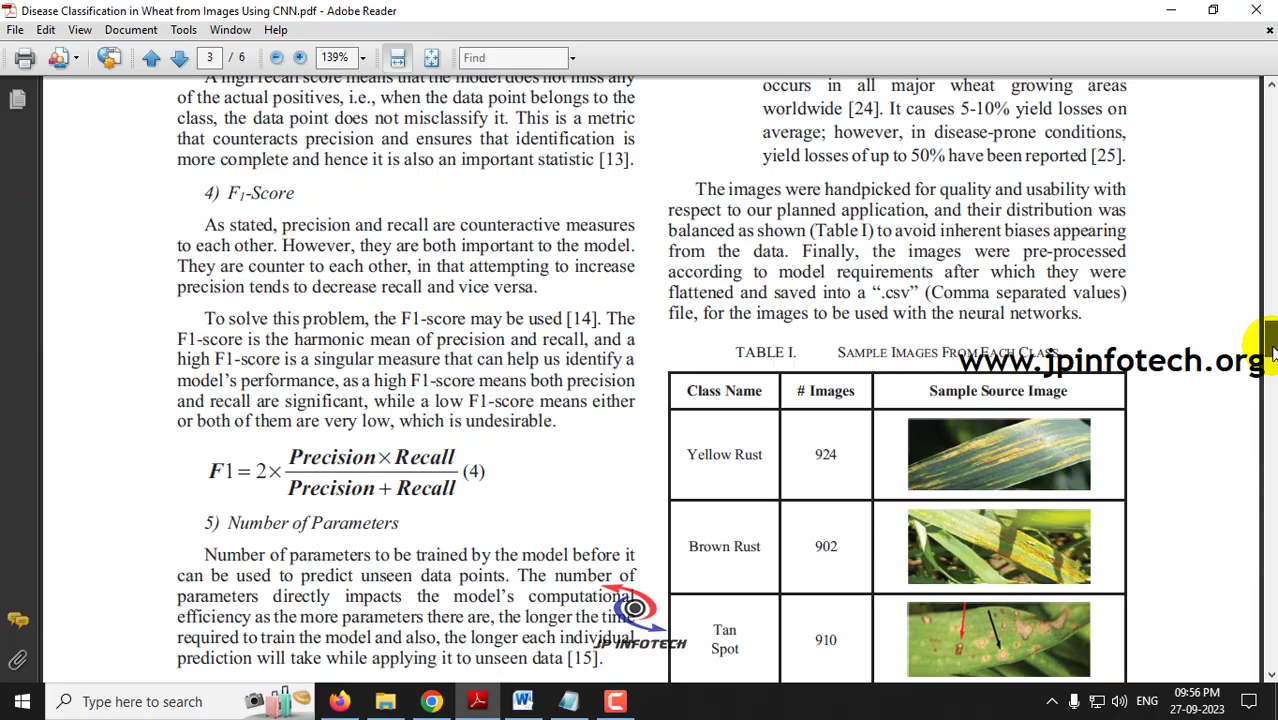 Disease Classification in Wheat from Images Using CNN.pdf - Adobe Reader
File Edit View Document Tools Window Help
3 / 6 139% Find
A high recall score means that the model does not miss any
of the actual positives, i.e., when the data point belongs to the
class, the data point does not misclassify it. This is a metric
that counteracts precision and ensures that identification is
more complete and hence it is also an important statistic [13].
4) F1-Score
As stated, precision and recall are counteractive measures
to each other. However, they are both important to the model.
They are counter to each other, in that attempting to increase
precision tends to decrease recall and vice versa.
To solve this problem, the F1-score may be used [14]. The
F1-score is the harmonic mean of precision and recall, and a
high F1-score is a singular measure that can help us identify a
model's performance, as a high F1-score means both precision
and recall are significant, while a low F1-score means either
or both of them are very low, which is undesirable.
F1 = 2 × Precision × Recall / Precision + Recall (4)
5) Number of Parameters
Number of parameters to be trained by the model before it
can be used to predict unseen data points. The number of
parameters directly impacts the model's computational
efficiency as the more parameters there are, the longer the time
required to train the model and also, the longer each individual
prediction will take while applying it to unseen data [15].
occurs in all major wheat growing areas
worldwide [24]. It causes 5-10% yield losses on
average; however, in disease-prone conditions,
yield losses of up to 50% have been reported [25].
The images were handpicked for quality and usability with
respect to our planned application, and their distribution was
balanced as shown (Table I) to avoid inherent biases appearing
from the data. Finally, the images were pre-processed
according to model requirements after which they were
flattened and saved into a “.csv” (Comma separated values)
file, for the images to be used with the neural networks.
TABLE I. SAMPLE IMAGES FROM EACH CLASS
www.jpinfotech.org
Class Name # Images Sample Source Image
Yellow Rust 924
Brown Rust 902
Tan
Spot 910
JP INFOTECH
Type here to search
ENG
09:56 PM
27-09-2023